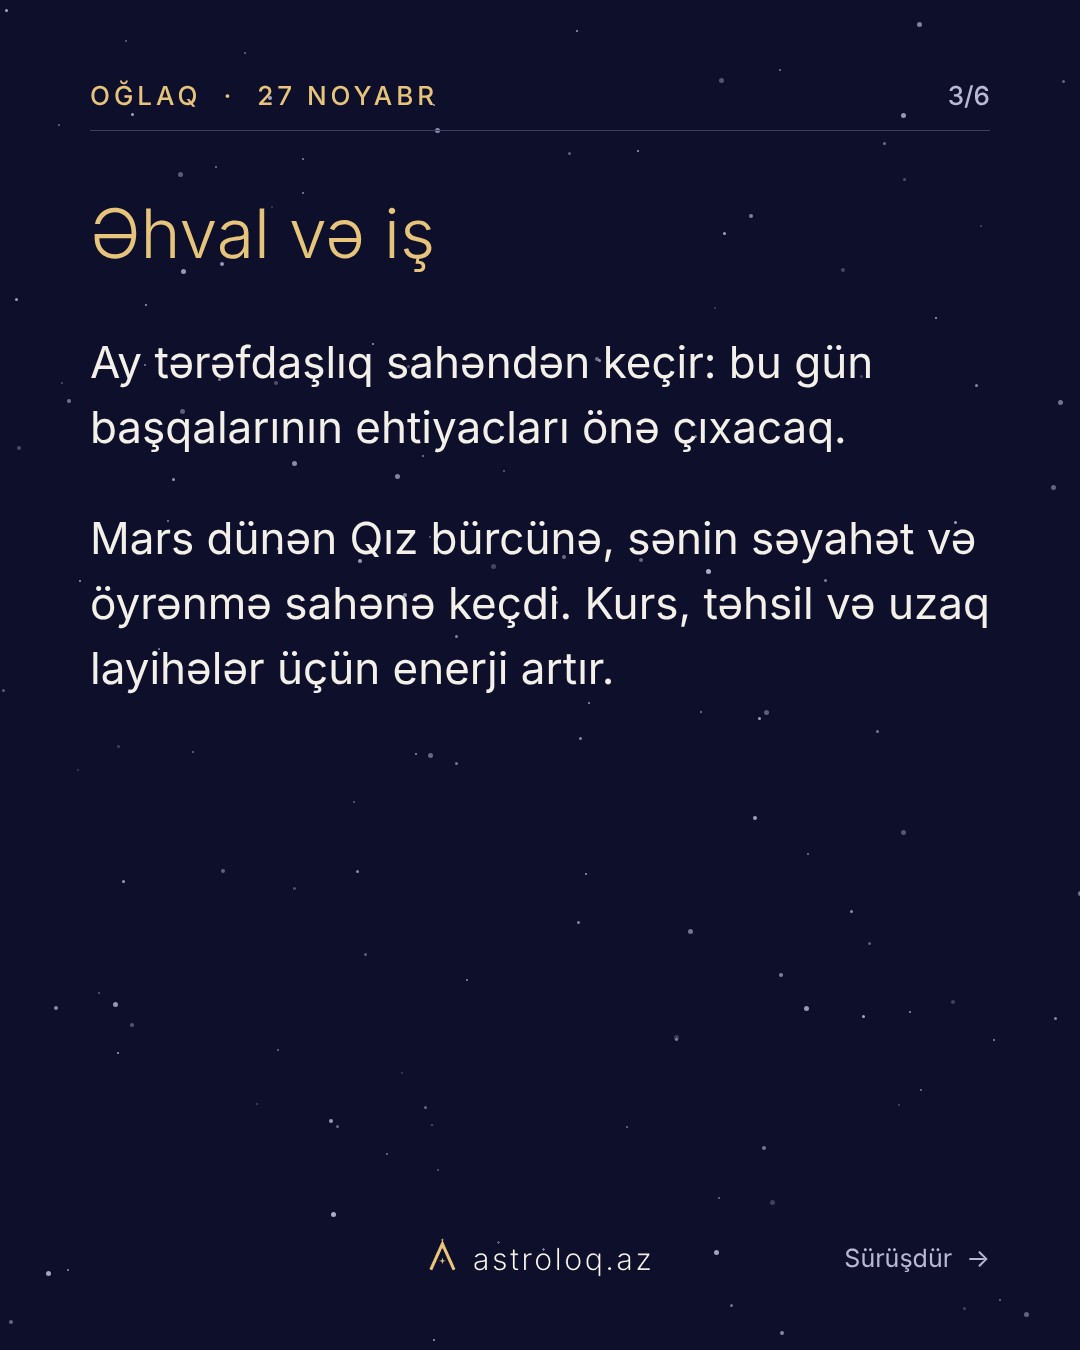 OĞLAQ · 27 NOYABR
3/6
Əhval və iş
Ay tərəfdaşlıq sahəndən keçir: bu gün
başqalarının ehtiyacları önə çıxacaq.
Mars dünən Qız bürcünə, sənin səyahət və
öyrənmə sahənə keçdi. Kurs, təhsil və uzaq
layihələr üçün enerji artır.
astroloq.az
Sürüşdür →